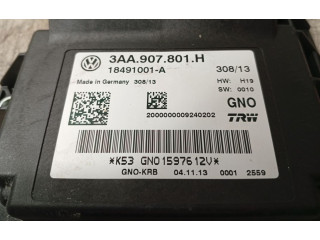 3AA.907.801.H
18491001-A 308/13
Made in Germany 308/13 HW: H19
SW: 0010
GNO
2000000009240202 TRW
*K53 GNO1597612V*
GNO-KRB 04.11.13 0001 2559